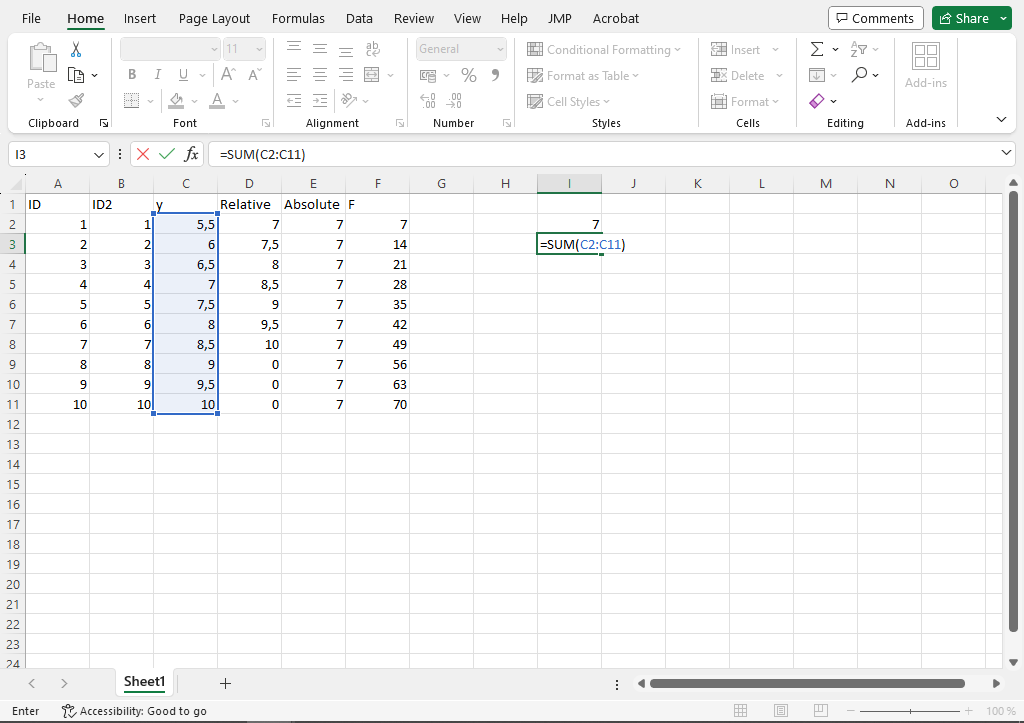 File Home Insert Page Layout Formulas Data Review View Help JMP Acrobat Comments Share
Paste 11 General Conditional Formatting Insert
B I U A A ab c % 9 Format as Table Delete Add-ins
A Cell Styles Format
Clipboard Font Alignment Number Styles Cells Editing Add-ins
I3 fx =SUM(C2:C11)
A B C D E F G H I J K L M N O
1 ID ID2 y Relative Absolute F
2 1 1 5,5 7 7 7 7
3 2 2 6 7,5 7 14 =SUM(C2:C11)
4 3 3 6,5 8 7 21
5 4 4 7 8,5 7 28
6 5 5 7,5 9 7 35
7 6 6 8 9,5 7 42
8 7 7 8,5 10 7 49
9 8 8 9 0 7 56
10 9 9 9,5 0 7 63
11 10 10 10 0 7 70
12
13
14
15
16
17
18
19
20
21
22
23
24
Sheet1
Enter Accessibility: Good to go 100 %